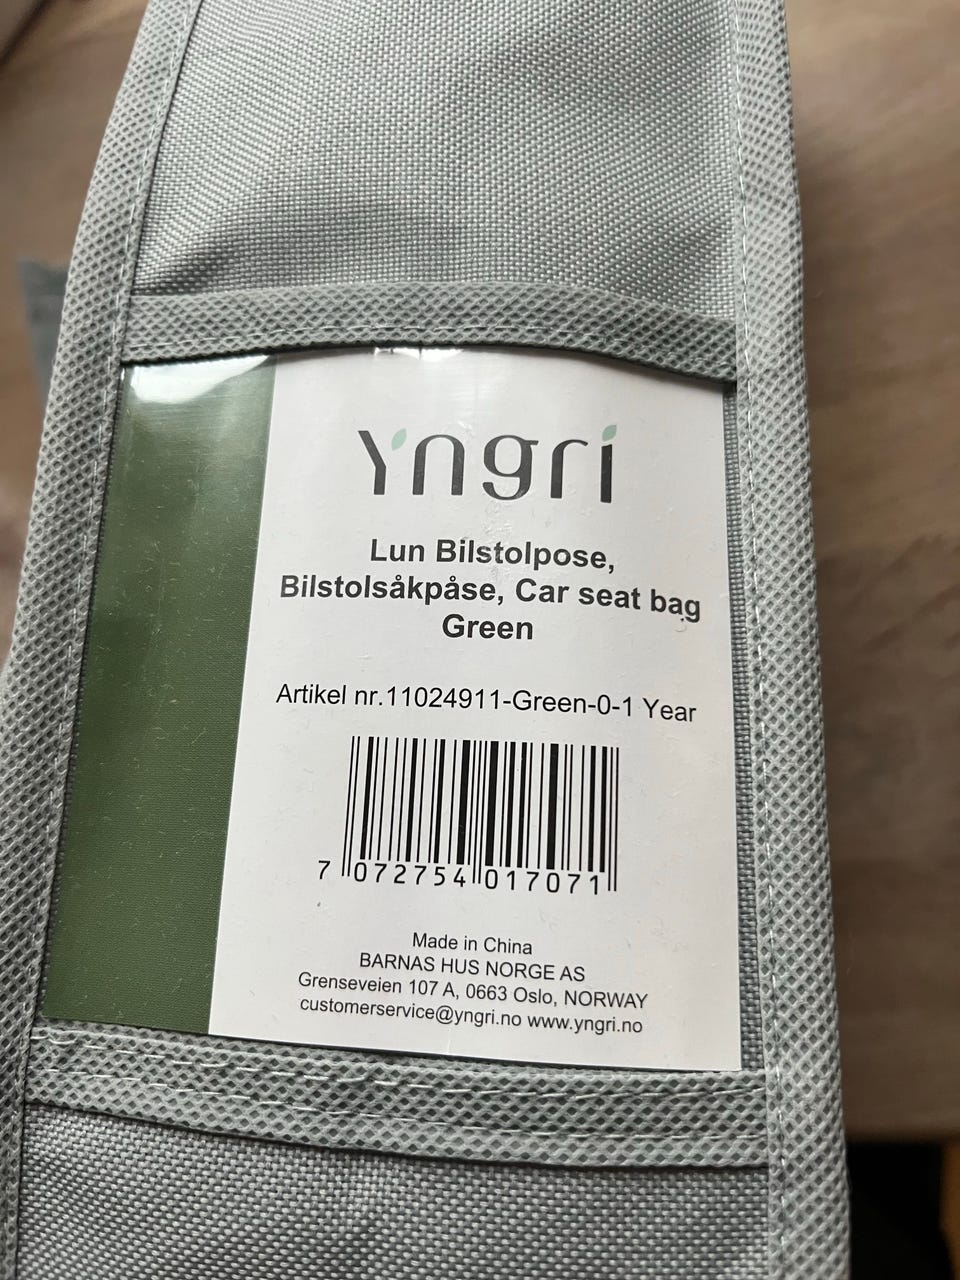 Yngri
Lun Bilstolpose,
Bilstolsåkpåse, Car seat bag
Green
Artikel nr.11024911-Green-0-1 Year
7 072754 017071
Made in China
BARNAS HUS NORGE AS
Grenseveien 107 A, 0663 Oslo, NORWAY
customerservice@yngri.no www.yngri.no